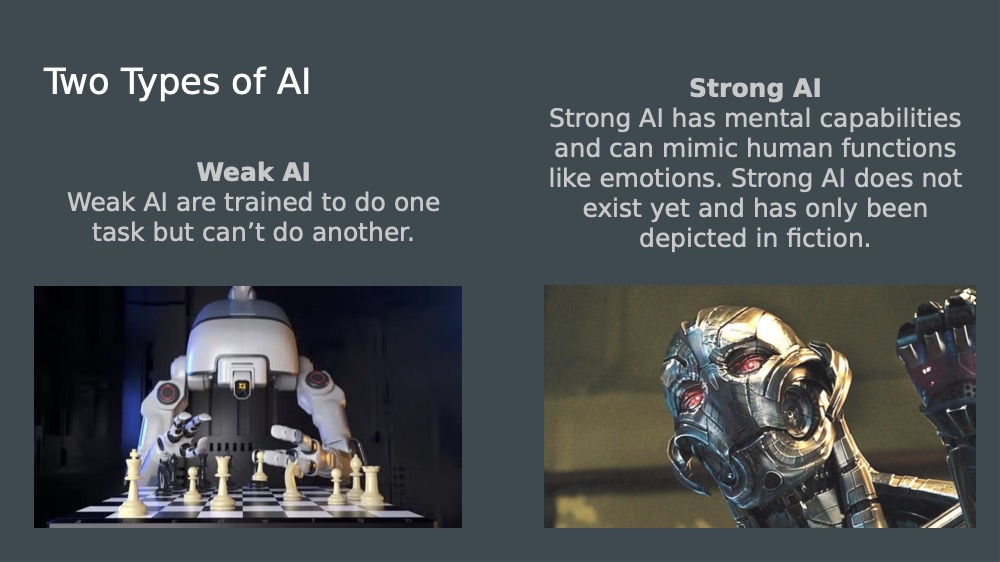 Two Types of AI
Weak AI
Weak AI are trained to do one
task but can’t do another.
Strong AI
Strong AI has mental capabilities
and can mimic human functions
like emotions. Strong AI does not
exist yet and has only been
depicted in fiction.